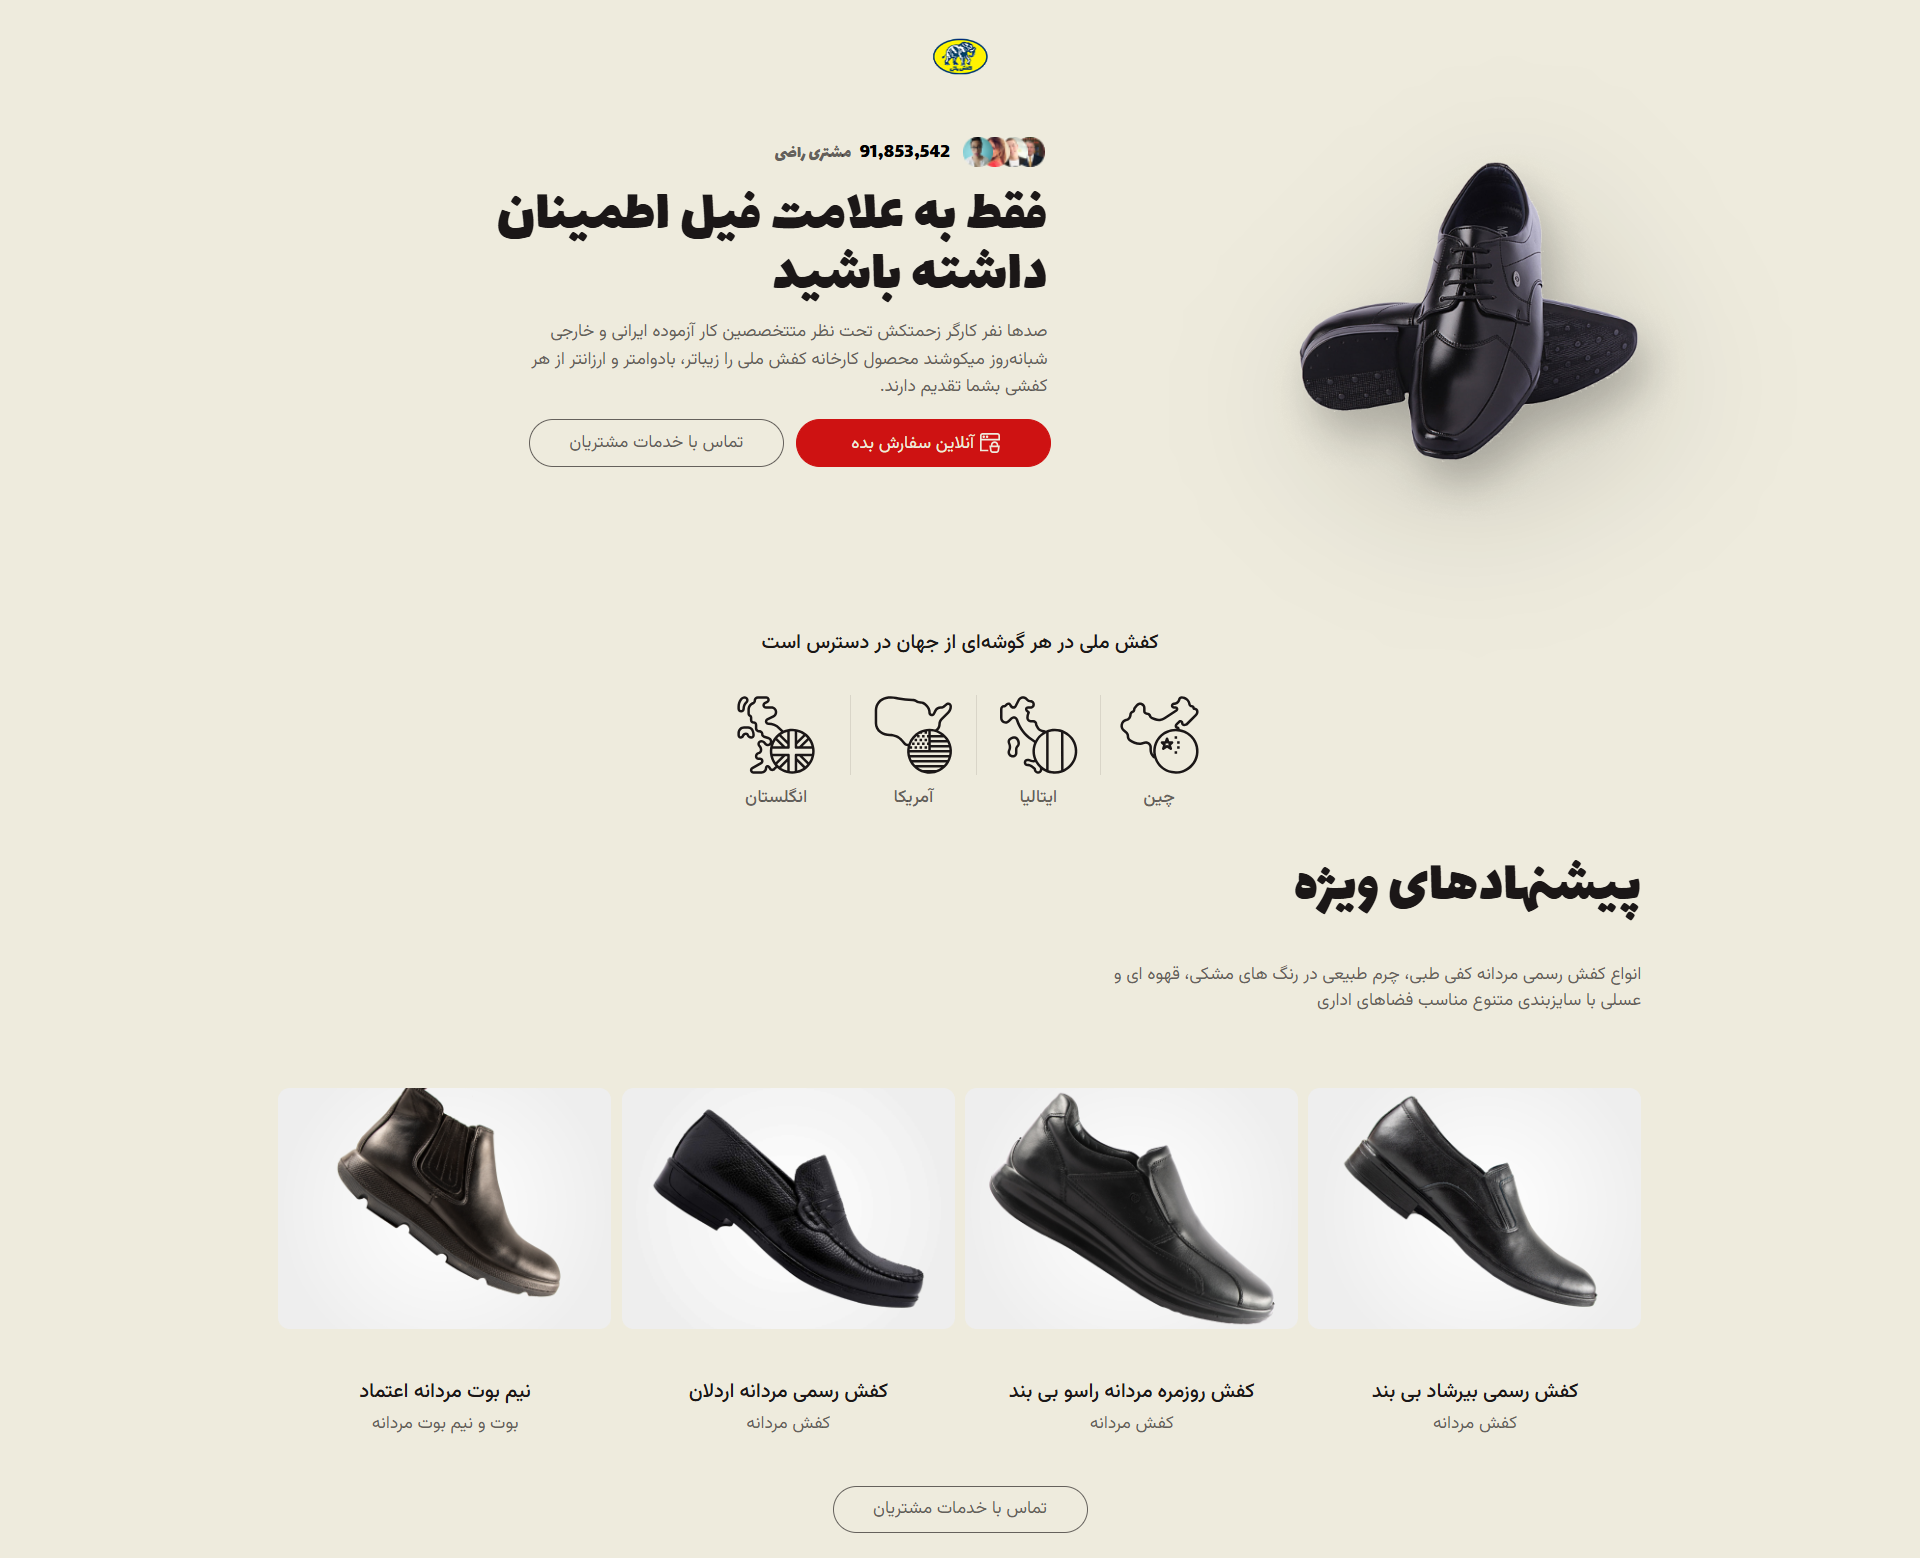 91,853,542 مشتری راضی
فقط به علامت فیل اطمینان
داشته باشید
صدها نفر کارگر زحمتکش تحت نظر متتخصصین کار آزموده ایرانی و خارجی
شبانه‌روز میکوشند محصول کارخانه کفش ملی را زیباتر، بادوامتر و ارزانتر از هر
کفشی بشما تقدیم دارند.
آنلاین سفارش بده
تماس با خدمات مشتریان
کفش ملی در هر گوشه‌ای از جهان در دسترس است
چین
ایتالیا
آمریکا
انگلستان
پیشنهادهای ویژه
انواع کفش رسمی مردانه کفی طبی، چرم طبیعی در رنگ های مشکی، قهوه ای و
عسلی با سایزبندی متنوع مناسب فضاهای اداری
کفش رسمی بیرشاد بی بند
کفش مردانه
کفش روزمره مردانه راسو بی بند
کفش مردانه
کفش رسمی مردانه اردلان
کفش مردانه
نیم بوت مردانه اعتماد
بوت و نیم بوت مردانه
تماس با خدمات مشتریان